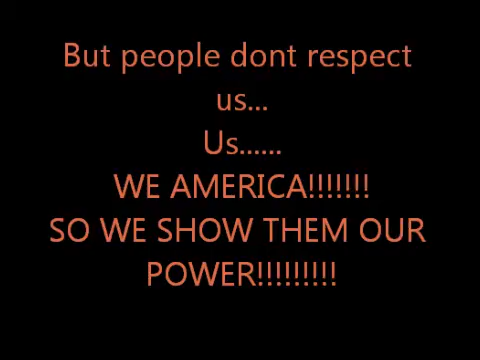 But people dont respect
us...
Us......
WE AMERICA!!!!!!!
SO WE SHOW THEM OUR
POWER!!!!!!!!!